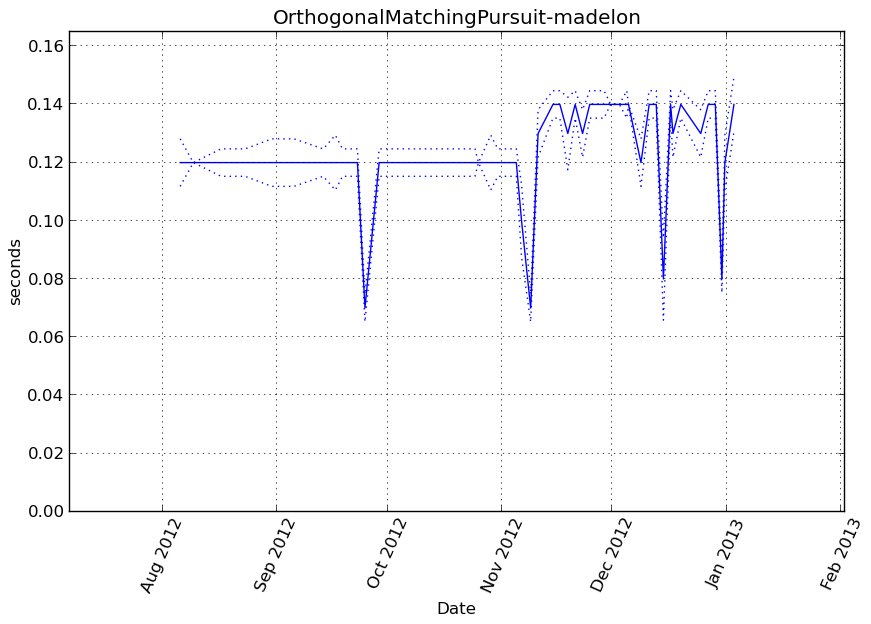 OrthogonalMatchingPursuit-madelon
seconds
0.16
0.14
0.12
0.10
0.08
0.06
0.04
0.02
0.00
Aug 2012
Sep 2012
Oct 2012
Nov 2012
Dec 2012
Jan 2013
Feb 2013
Date